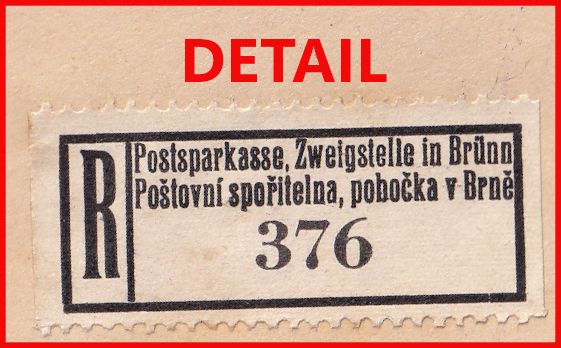 DETAIL
R
Postsparkasse, Zweigstelle in Brünn
Poštovní spořitelna, pobočka v Brně
376